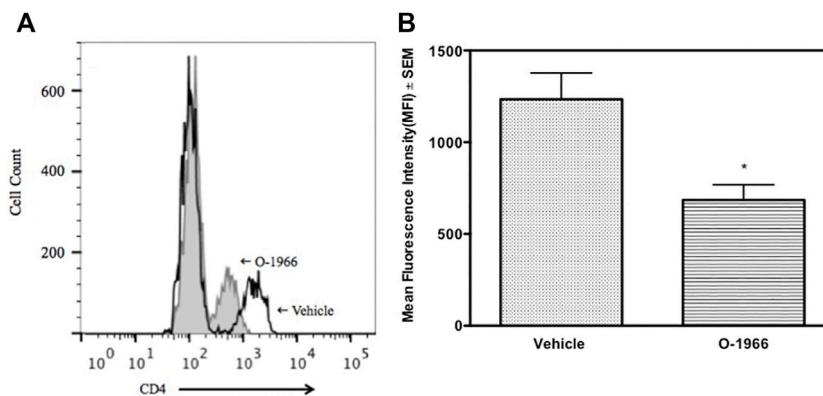 A
Cell Count
600
400
200
← O-1966
← Vehicle
10^0 10^1 10^2 10^3 10^4 10^5
CD4
B
Mean Fluorescence Intensity(MFI) ± SEM
1500
1000
500
0
*
Vehicle O-1966